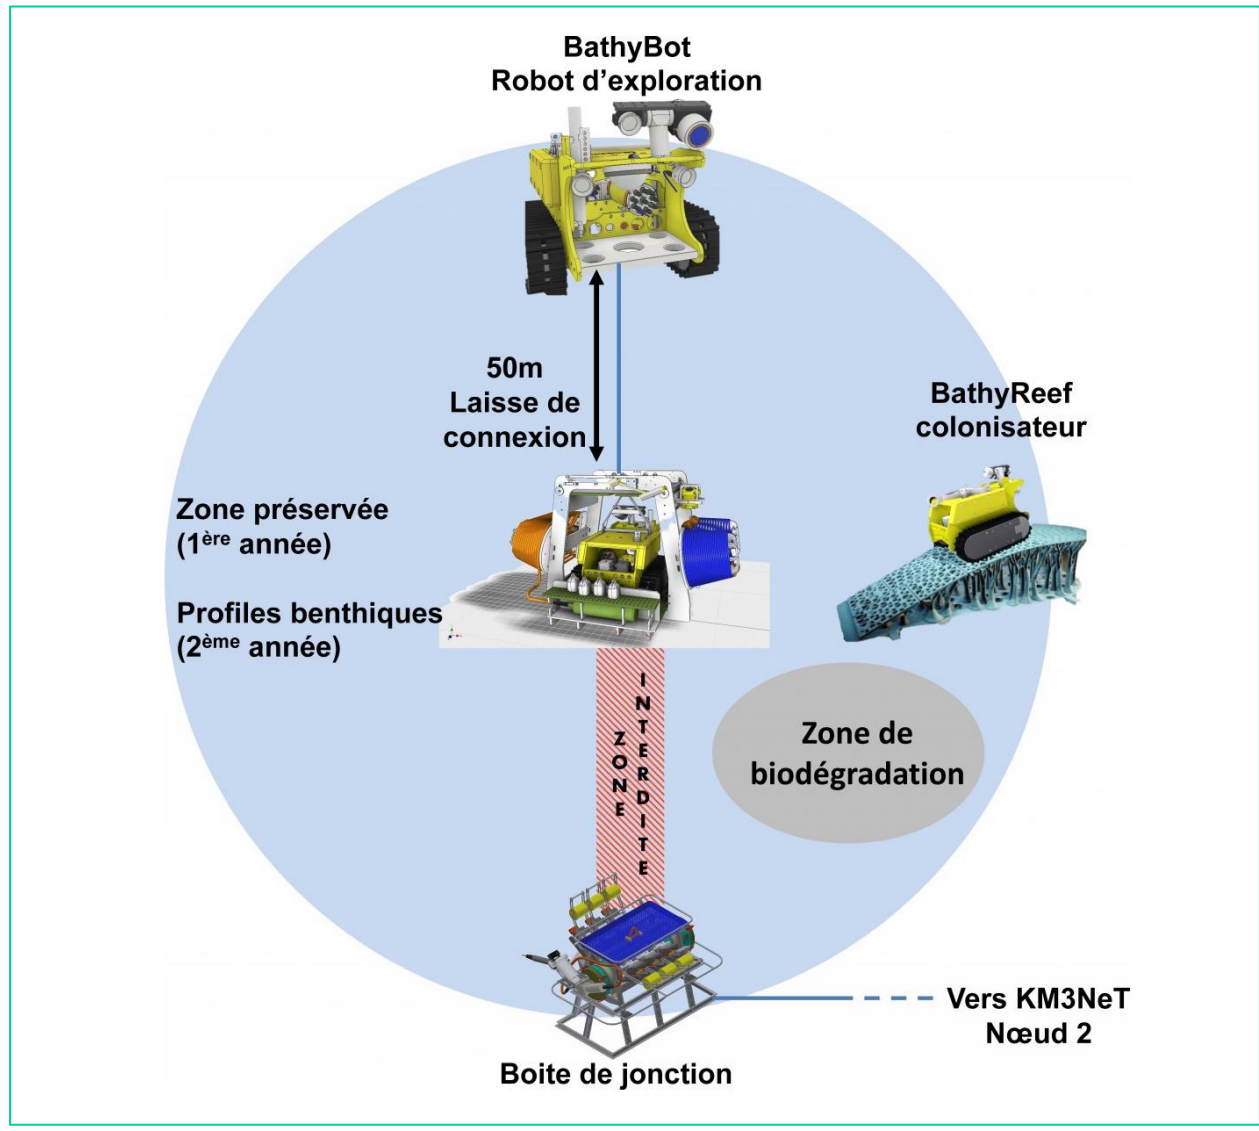 BathyBot
Robot d’exploration
50m
Laisse de
connexion
BathyReef
colonisateur
Zone préservée
(1ère année)
Profiles benthiques
(2ème année)
ZONE
INTERDITE
Zone de
biodégradation
Vers KM3NeT
Nœud 2
Boite de jonction